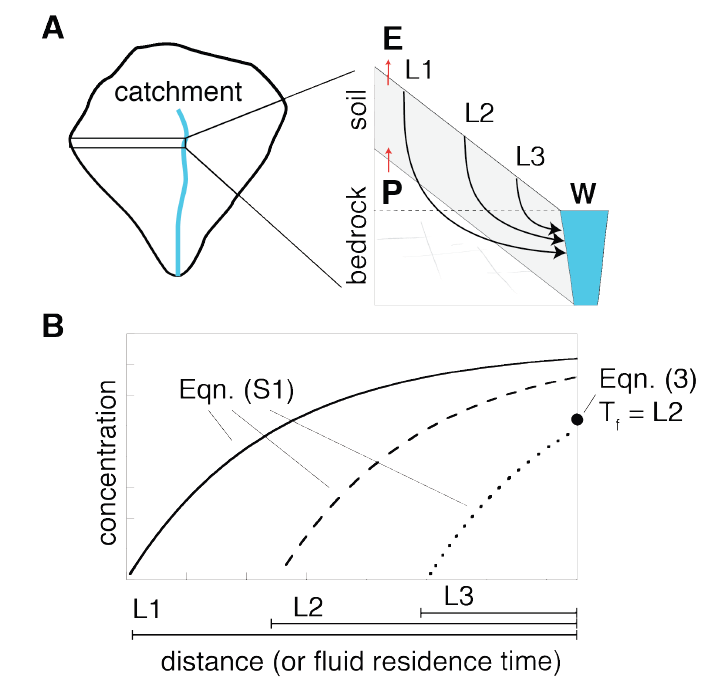 A
catchment
E
L1
L2
L3
soil
P
W
bedrock
B
Eqn. (S1)
Eqn. (3)
T_f = L2
concentration
L1
L2
L3
distance (or fluid residence time)